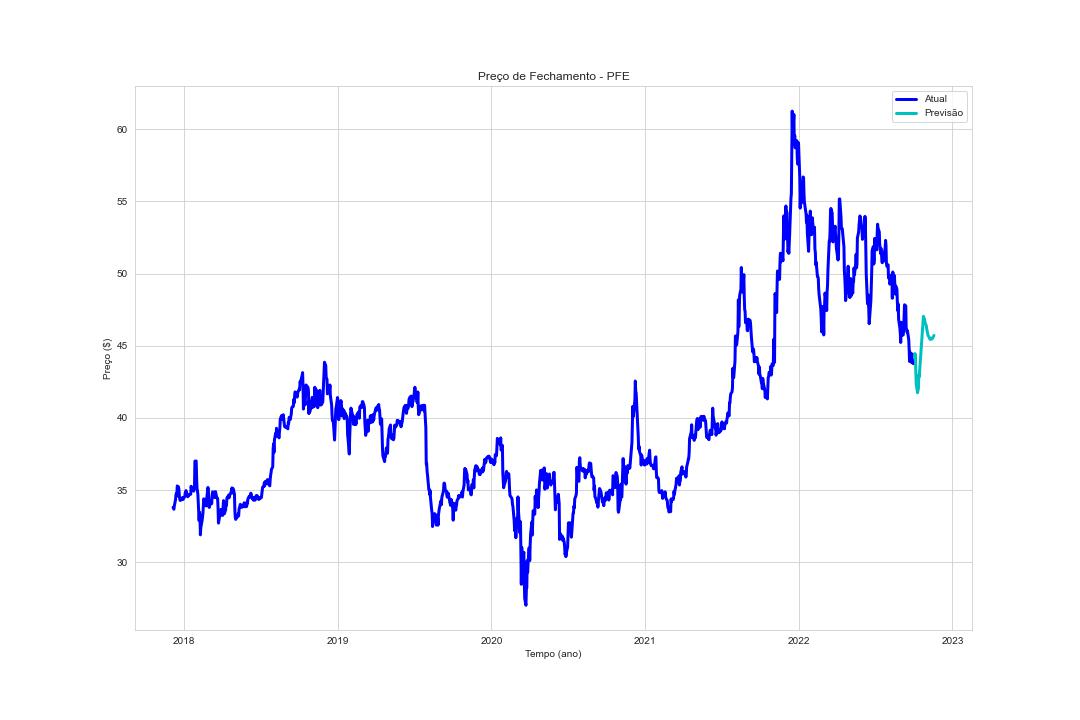 Preço de Fechamento - PFE
Atual
Previsão
Preço ($)
60
55
50
45
40
35
30
2018 2019 2020 2021 2022 2023
Tempo (ano)